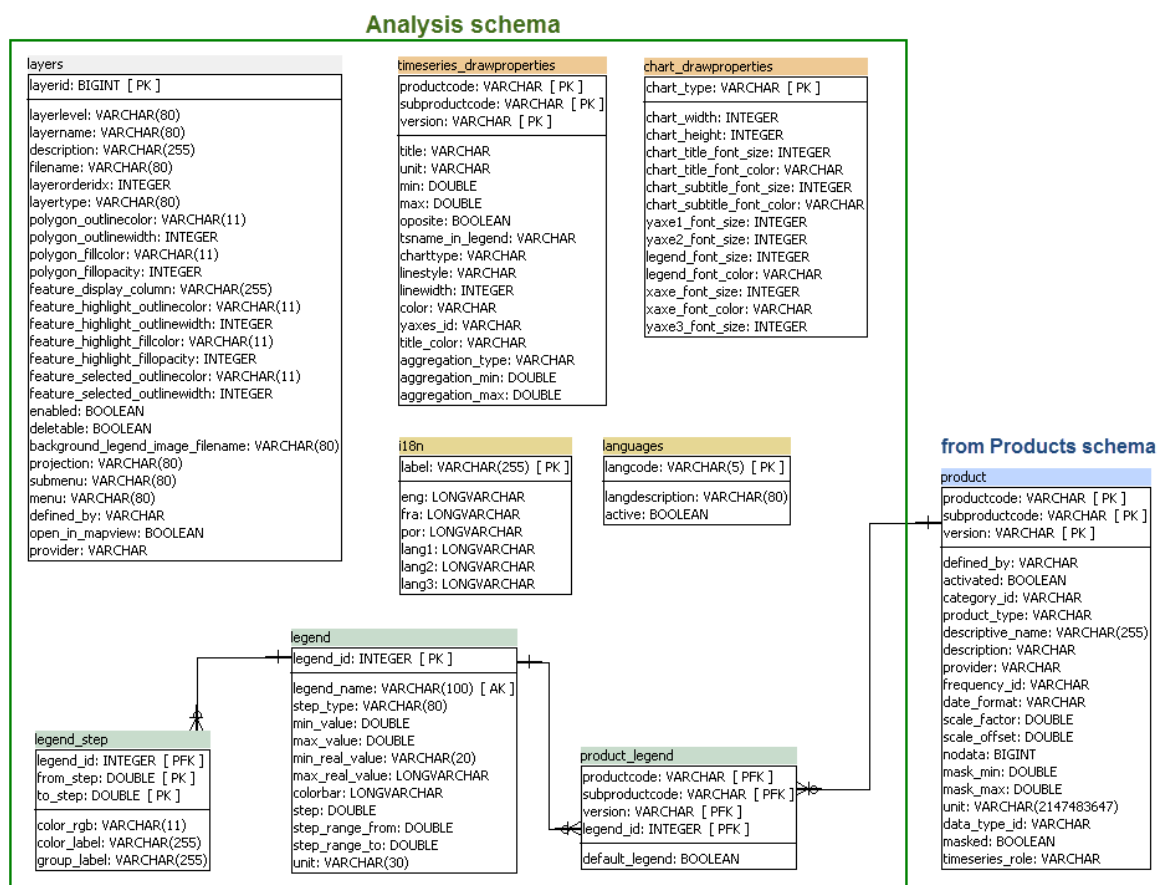 Analysis schema
layers
layerid: BIGINT [ PK ]
layerlevel: VARCHAR(80)
layername: VARCHAR(80)
description: VARCHAR(255)
filename: VARCHAR(80)
layerorderidx: INTEGER
layertype: VARCHAR(80)
polygon_outlinecolor: VARCHAR(11)
polygon_outlinewidth: INTEGER
polygon_fillcolor: VARCHAR(11)
polygon_fillopacity: INTEGER
feature_display_column: VARCHAR(255)
feature_highlight_outlinecolor: VARCHAR(11)
feature_highlight_outlinewidth: INTEGER
feature_highlight_fillcolor: VARCHAR(11)
feature_highlight_fillopacity: INTEGER
feature_selected_outlinecolor: VARCHAR(11)
feature_selected_outlinewidth: INTEGER
enabled: BOOLEAN
deletable: BOOLEAN
background_legend_image_filename: VARCHAR(80)
projection: VARCHAR(80)
submenu: VARCHAR(80)
menu: VARCHAR(80)
defined_by: VARCHAR
open_in_mapview: BOOLEAN
provider: VARCHAR
timeseries_drawproperties
productcode: VARCHAR [ PK ]
subproductcode: VARCHAR [ PK ]
version: VARCHAR [ PK ]
title: VARCHAR
unit: VARCHAR
min: DOUBLE
max: DOUBLE
oposite: BOOLEAN
tsname_in_legend: VARCHAR
charttype: VARCHAR
linestyle: VARCHAR
linewidth: INTEGER
color: VARCHAR
yaxes_id: VARCHAR
title_color: VARCHAR
aggregation_type: VARCHAR
aggregation_min: DOUBLE
aggregation_max: DOUBLE
chart_drawproperties
chart_type: VARCHAR [ PK ]
chart_width: INTEGER
chart_height: INTEGER
chart_title_font_size: INTEGER
chart_title_font_color: VARCHAR
chart_subtitle_font_size: INTEGER
chart_subtitle_font_color: VARCHAR
yaxe1_font_size: INTEGER
yaxe2_font_size: INTEGER
legend_font_size: INTEGER
legend_font_color: VARCHAR
xaxe_font_size: INTEGER
xaxe_font_color: VARCHAR
yaxe3_font_size: INTEGER
i18n
label: VARCHAR(255) [ PK ]
eng: LONGVARCHAR
fra: LONGVARCHAR
por: LONGVARCHAR
lang1: LONGVARCHAR
lang2: LONGVARCHAR
lang3: LONGVARCHAR
languages
langcode: VARCHAR(5) [ PK ]
langdescription: VARCHAR(80)
active: BOOLEAN
from Products schema
product
productcode: VARCHAR [ PK ]
subproductcode: VARCHAR [ PK ]
version: VARCHAR [ PK ]
defined_by: VARCHAR
activated: BOOLEAN
category_id: VARCHAR
product_type: VARCHAR
descriptive_name: VARCHAR(255)
description: VARCHAR
provider: VARCHAR
frequency_id: VARCHAR
date_format: VARCHAR
scale_factor: DOUBLE
scale_offset: DOUBLE
nodata: BIGINT
mask_min: DOUBLE
mask_max: DOUBLE
unit: VARCHAR(2147483647)
data_type_id: VARCHAR
masked: BOOLEAN
timeseries_role: VARCHAR
legend
legend_id: INTEGER [ PK ]
legend_name: VARCHAR(100) [ AK ]
step_type: VARCHAR(80)
min_value: DOUBLE
max_value: DOUBLE
min_real_value: VARCHAR(20)
max_real_value: LONGVARCHAR
colorbar: LONGVARCHAR
step: DOUBLE
step_range_from: DOUBLE
step_range_to: DOUBLE
unit: VARCHAR(30)
legend_step
legend_id: INTEGER [ PFK ]
from_step: DOUBLE [ PK ]
to_step: DOUBLE [ PK ]
color_rgb: VARCHAR(11)
color_label: VARCHAR(255)
group_label: VARCHAR(255)
product_legend
productcode: VARCHAR [ PFK ]
subproductcode: VARCHAR [ PFK ]
version: VARCHAR [ PFK ]
legend_id: INTEGER [ PFK ]
default_legend: BOOLEAN